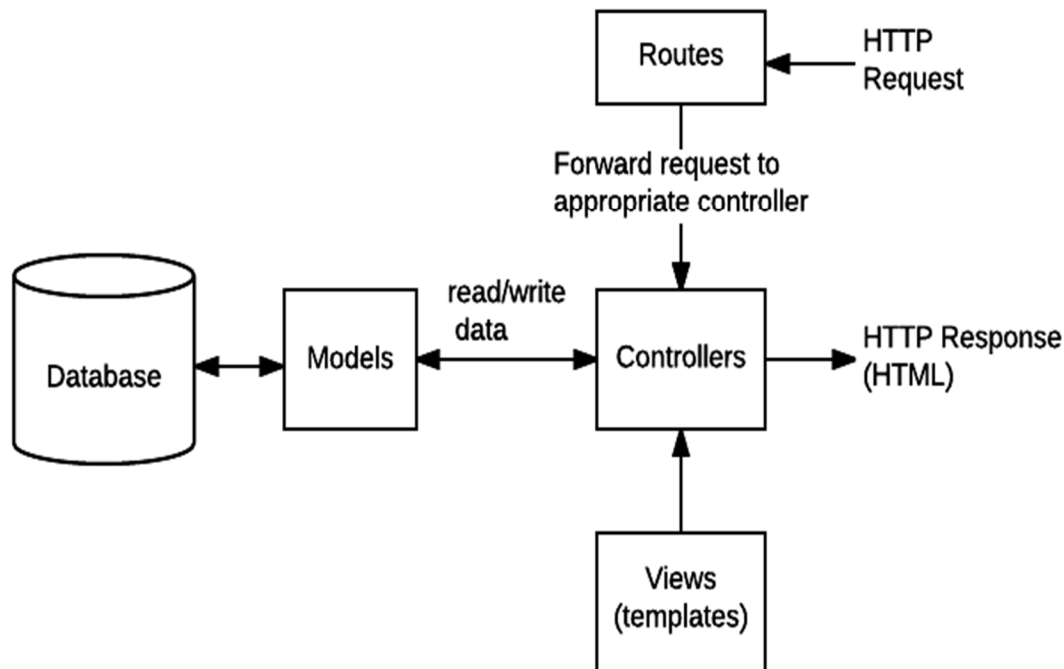 Routes
HTTP
Request
Forward request to
appropriate controller
read/write
data
Database
Models
Controllers
HTTP Response
(HTML)
Views
(templates)